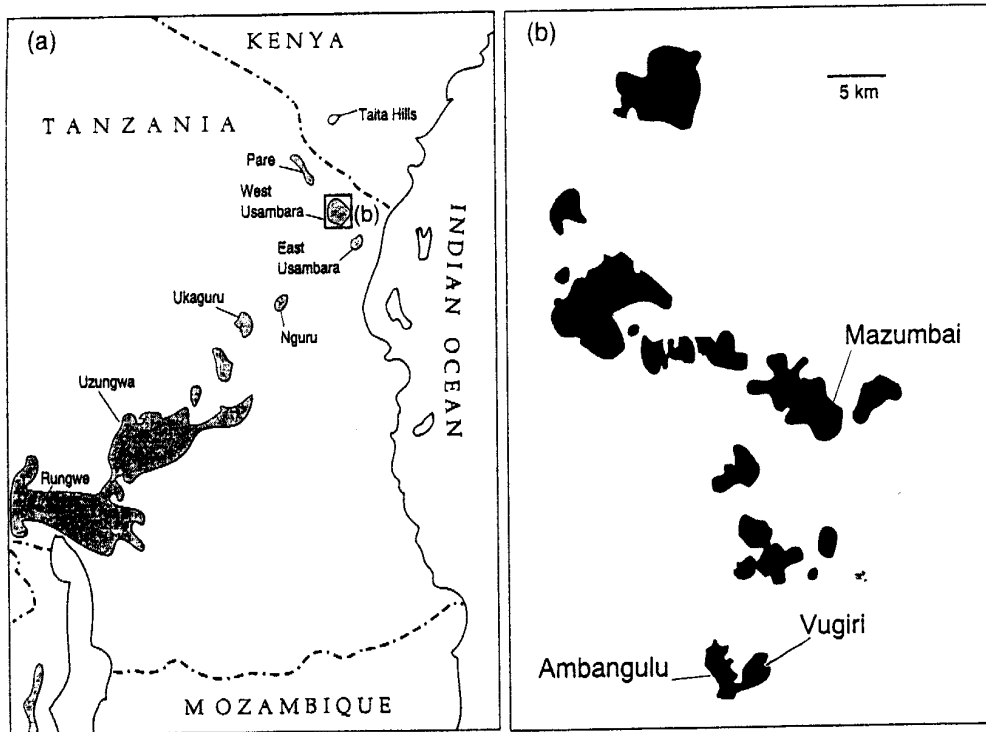 (a)
KENYA
TANZANIA
Taita Hills
Pare
West
Usambara
(b)
East
Usambara
Ukaguru
Nguru
Uzungwa
Rungwe
INDIAN OCEAN
MOZAMBIQUE
(b)
5 km
Mazumbai
Vugiri
Ambangulu